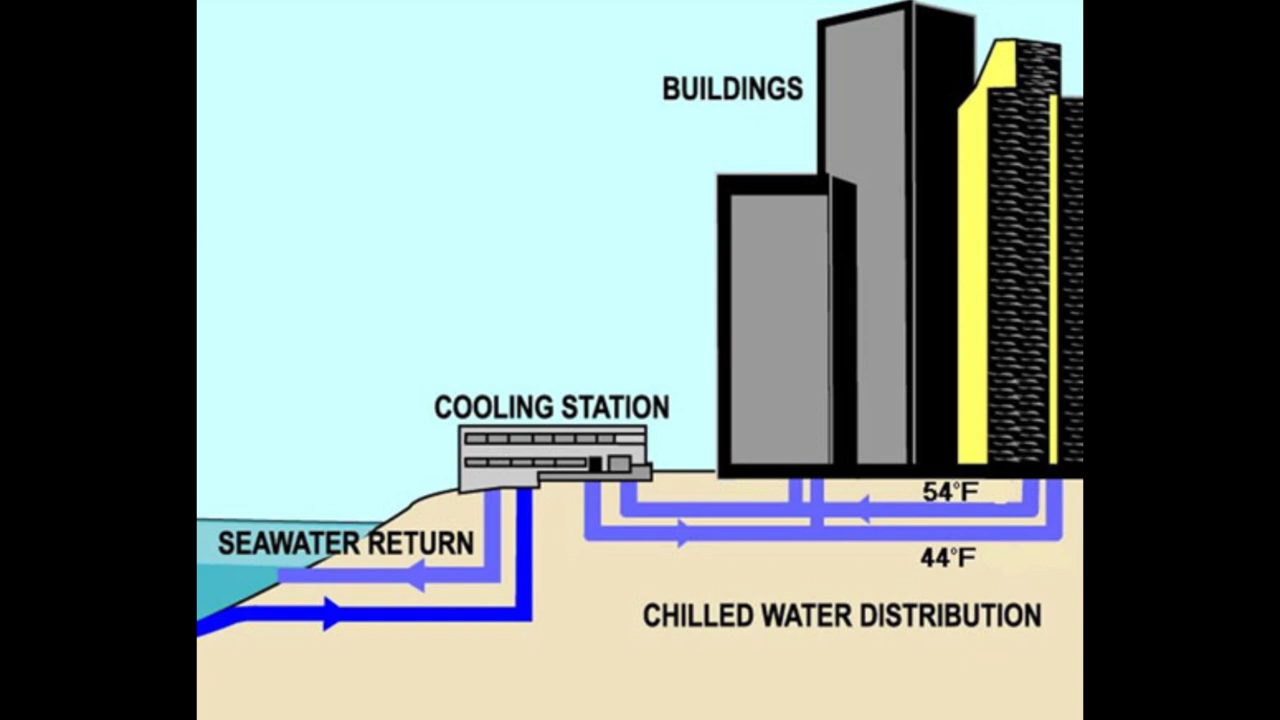 BUILDINGS
COOLING STATION
54°F
SEAWATER RETURN
44°F
CHILLED WATER DISTRIBUTION